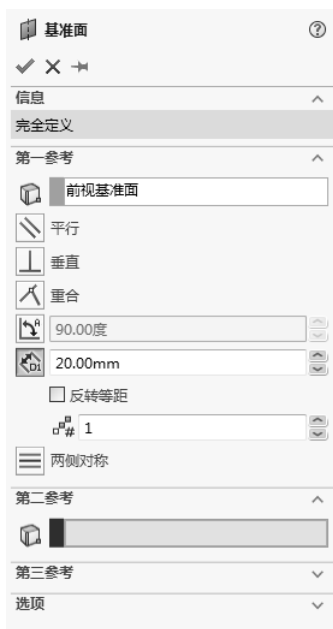 基准面
信息
完全定义
第一参考
前视基准面
平行
垂直
重合
90.00度
20.00mm
反转等距
# 1
两侧对称
第二参考
第三参考
选项